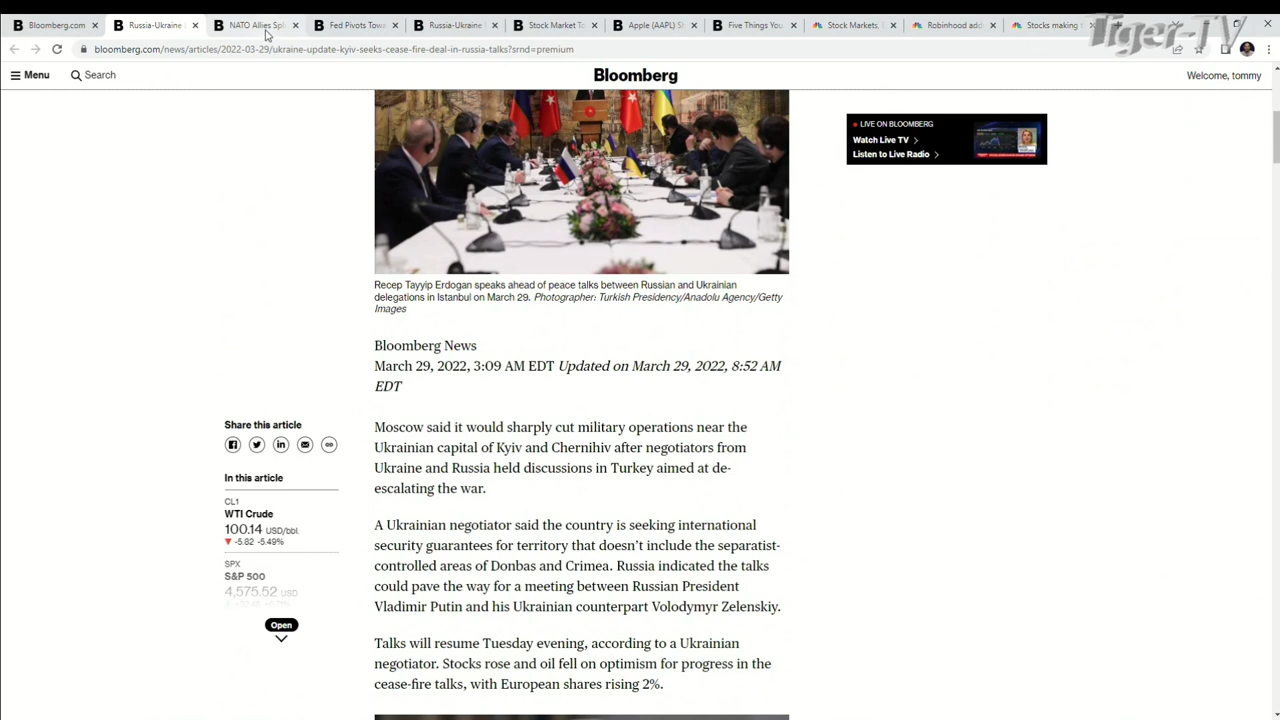 Bloomberg.com
Russia-Ukraine
NATO Allies Spl
Fed Pivots Towa
Russia-Ukraine
Stock Market To
Apple (AAPL) St
Five Things You
Stock Markets,
Robinhood add
Stocks making t
Tiger-TV
bloomberg.com/news/articles/2022-03-29/ukraine-update-kyiv-seeks-cease-fire-deal-in-russia-talks?srnd=premium
Menu
Search
Bloomberg
Welcome, tommy
LIVE ON BLOOMBERG
Watch Live TV
Listen to Live Radio
Recep Tayyip Erdogan speaks ahead of peace talks between Russian and Ukrainian
delegations in Istanbul on March 29. Photographer: Turkish Presidency/Anadolu Agency/Getty
Images
Bloomberg News
March 29, 2022, 3:09 AM EDT Updated on March 29, 2022, 8:52 AM
EDT
Share this article
In this article
CL1
WTI Crude
100.14 USD/bbl.
▼ -5.82 -5.49%
SPX
S&P 500
4,575.52 USD
Open
Moscow said it would sharply cut military operations near the
Ukrainian capital of Kyiv and Chernihiv after negotiators from
Ukraine and Russia held discussions in Turkey aimed at de-
escalating the war.
A Ukrainian negotiator said the country is seeking international
security guarantees for territory that doesn't include the separatist-
controlled areas of Donbas and Crimea. Russia indicated the talks
could pave the way for a meeting between Russian President
Vladimir Putin and his Ukrainian counterpart Volodymyr Zelenskiy.
Talks will resume Tuesday evening, according to a Ukrainian
negotiator. Stocks rose and oil fell on optimism for progress in the
cease-fire talks, with European shares rising 2%.